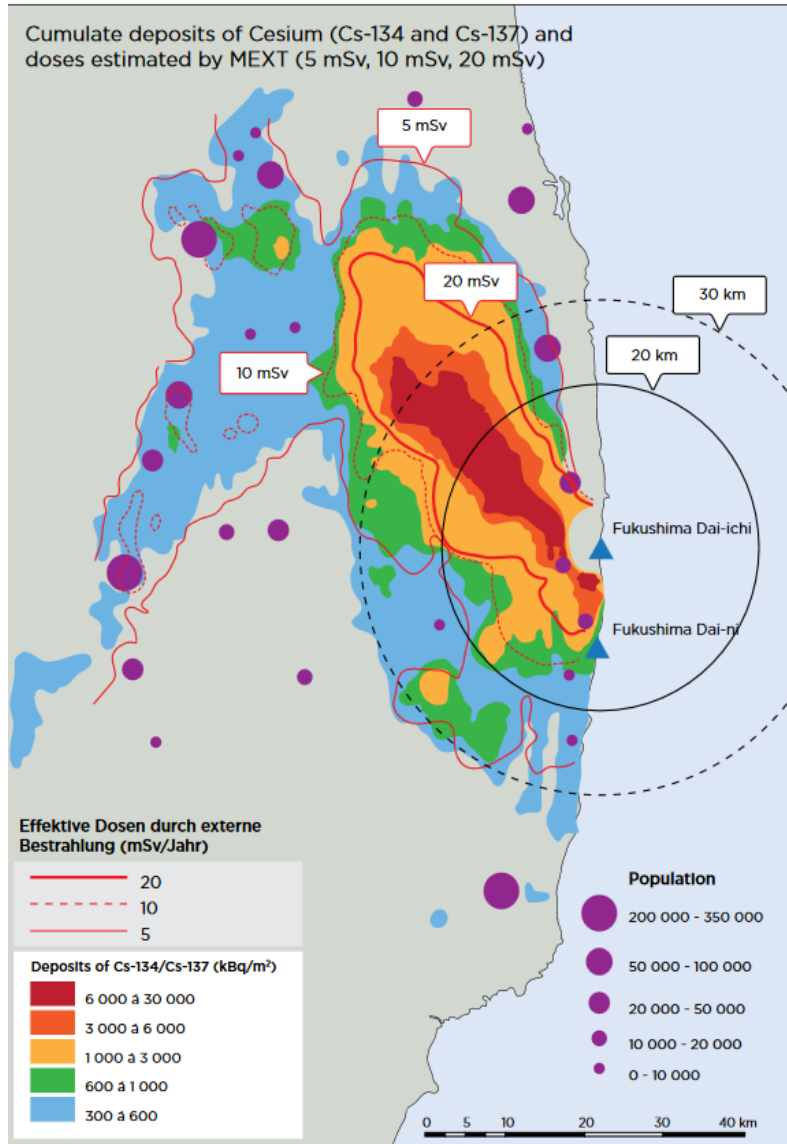 Cumulate deposits of Cesium (Cs-134 and Cs-137) and
doses estimated by MEXT (5 mSv, 10 mSv, 20 mSv)
5 mSv
20 mSv
30 km
20 km
10 mSv
Fukushima Dai-ichi
Fukushima Dai-ni
Effektive Dosen durch externe
Bestrahlung (mSv/Jahr)
20
10
5
Deposits of Cs-134/Cs-137 (kBq/m²)
6 000 á 30 000
3 000 á 6 000
1 000 á 3 000
600 á 1 000
300 á 600
Population
200 000 - 350 000
50 000 - 100 000
20 000 - 50 000
10 000 - 20 000
0 - 10 000
0 5 10 20 30 40 km